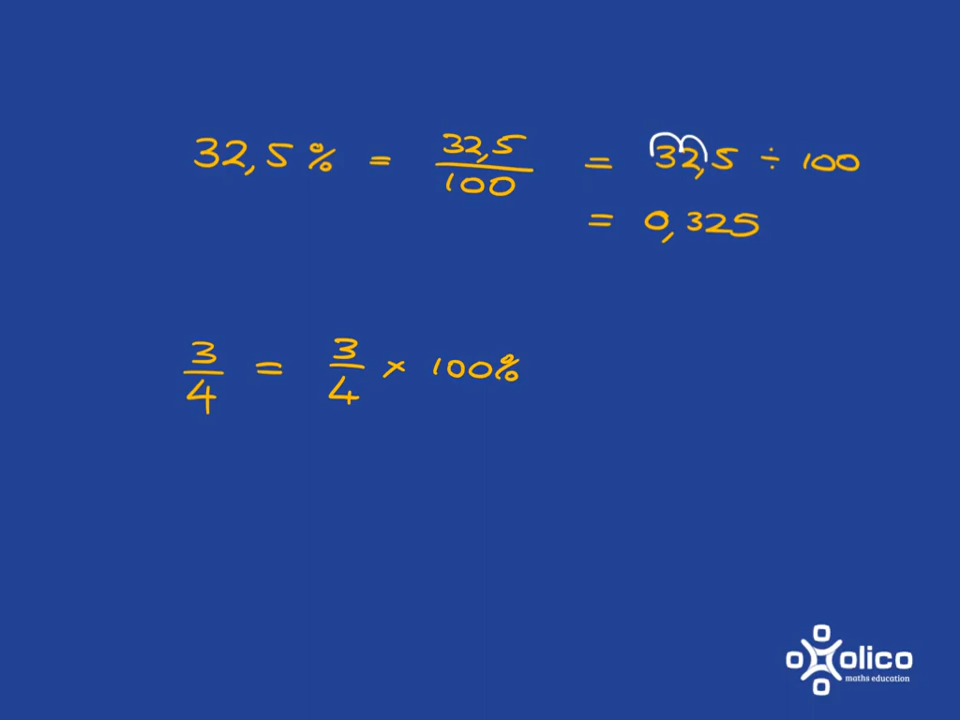 32,5% = 32,5/100 = 32,5 ÷ 100
= 0,325
3/4 = 3/4 × 100%
olico
maths education